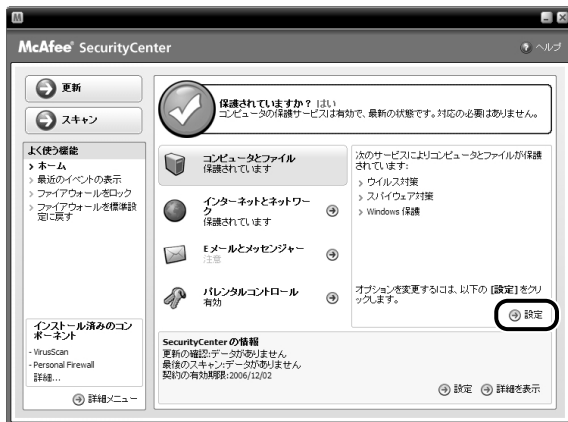 McAfee® SecurityCenter
ヘルプ
更新
スキャン
よく使う機能
> ホーム
> 最近のイベントの表示
> ファイアウォールをロック
> ファイアウォールを標準設
定に戻す
インストール済みのコン
ポーネント
- VirusScan
- Personal Firewall
詳細...
詳細メニュー
保護されていますか? はい
コンピュータの保護サービスは有効で、最新の状態です。対応の必要はありません。
コンピュータとファイル
保護されています
インターネットとネットワー
ク
保護されています
Eメールとメッセンジャー
注意
パレンタルコントロール
有効
次のサービスによりコンピュータとファイルが保護
されています:
> ウイルス対策
> スパイウェア対策
> Windows 保護
オプションを変更するには、以下の [設定] をクリ
ックします。
設定
SecurityCenter の情報
更新の確認:データがありません
最後のスキャン:データがありません
契約の有効期限:2006/12/02
設定 詳細を表示